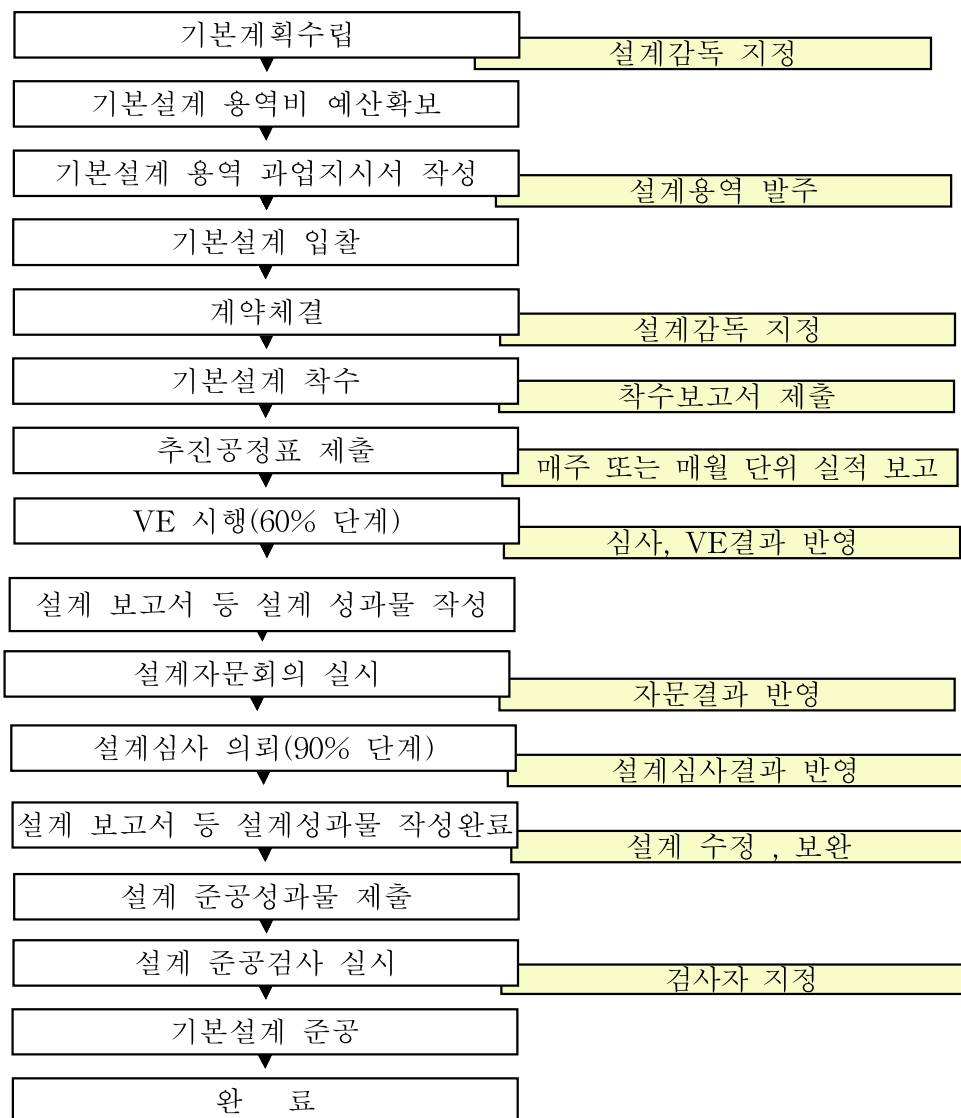 기본계획수립
설계감독 지정
기본설계 용역비 예산확보
기본설계 용역 과업지시서 작성
설계용역 발주
기본설계 입찰
계약체결
설계감독 지정
기본설계 착수
착수보고서 제출
추진공정표 제출
매주 또는 매월 단위 실적 보고
VE 시행(60% 단계)
심사, VE결과 반영
설계 보고서 등 설계 성과물 작성
설계자문회의 실시
자문결과 반영
설계심사 의뢰(90% 단계)
설계심사결과 반영
설계 보고서 등 설계성과물 작성완료
설계 수정 , 보완
설계 준공성과물 제출
설계 준공검사 실시
검사자 지정
기본설계 준공
완 료